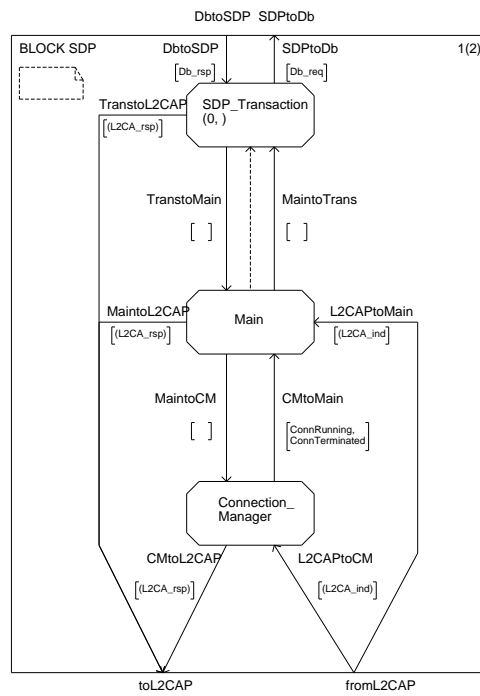 DbtoSDP SDPtoDb
BLOCK SDP
DbtoSDP
SDPtoDb
1(2)
[Db_rsp]
[Db_req]
TranstoL2CAP
SDP_Transaction
(0, )
[(L2CA_rsp)]
TranstoMain
MaintoTrans
[ ]
[ ]
MaintoL2CAP
L2CAPtoMain
Main
[(L2CA_rsp)]
[(L2CA_ind)]
MaintoCM
CMtoMain
[ ]
[ConnRunning,
ConnTerminated]
Connection_
Manager
CMtoL2CAP
L2CAPtoCM
[(L2CA_rsp)]
[(L2CA_ind)]
toL2CAP
fromL2CAP